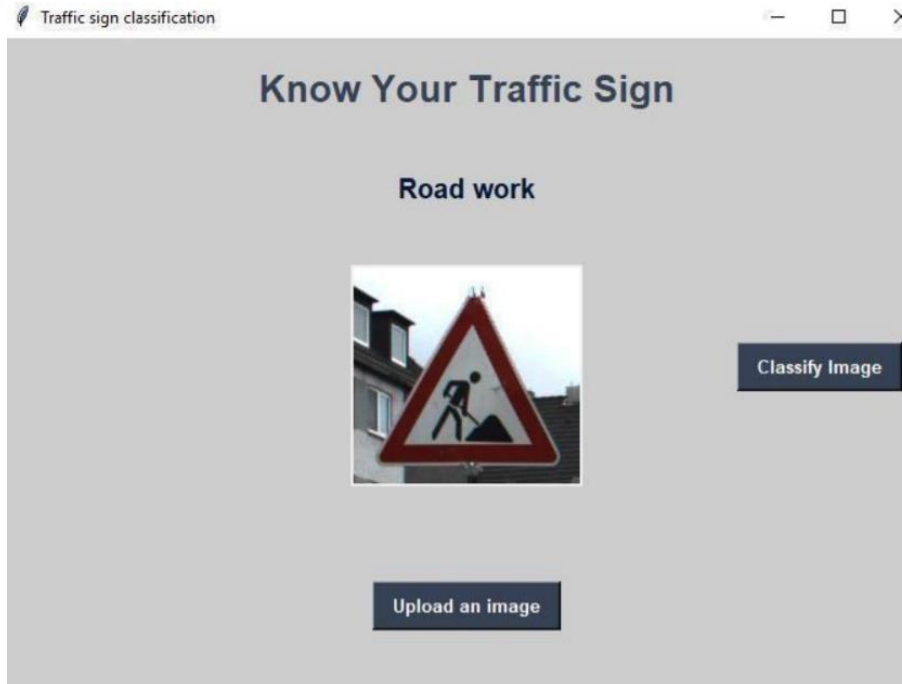 Traffic sign classification
Know Your Traffic Sign
Road work
Classify Image
Upload an image